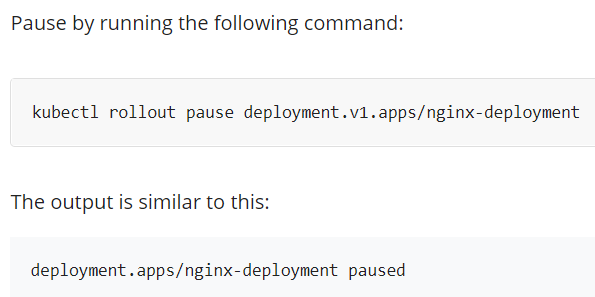 Pause by running the following command:
kubectl rollout pause deployment.v1.apps/nginx-deployment
The output is similar to this:
deployment.apps/nginx-deployment paused